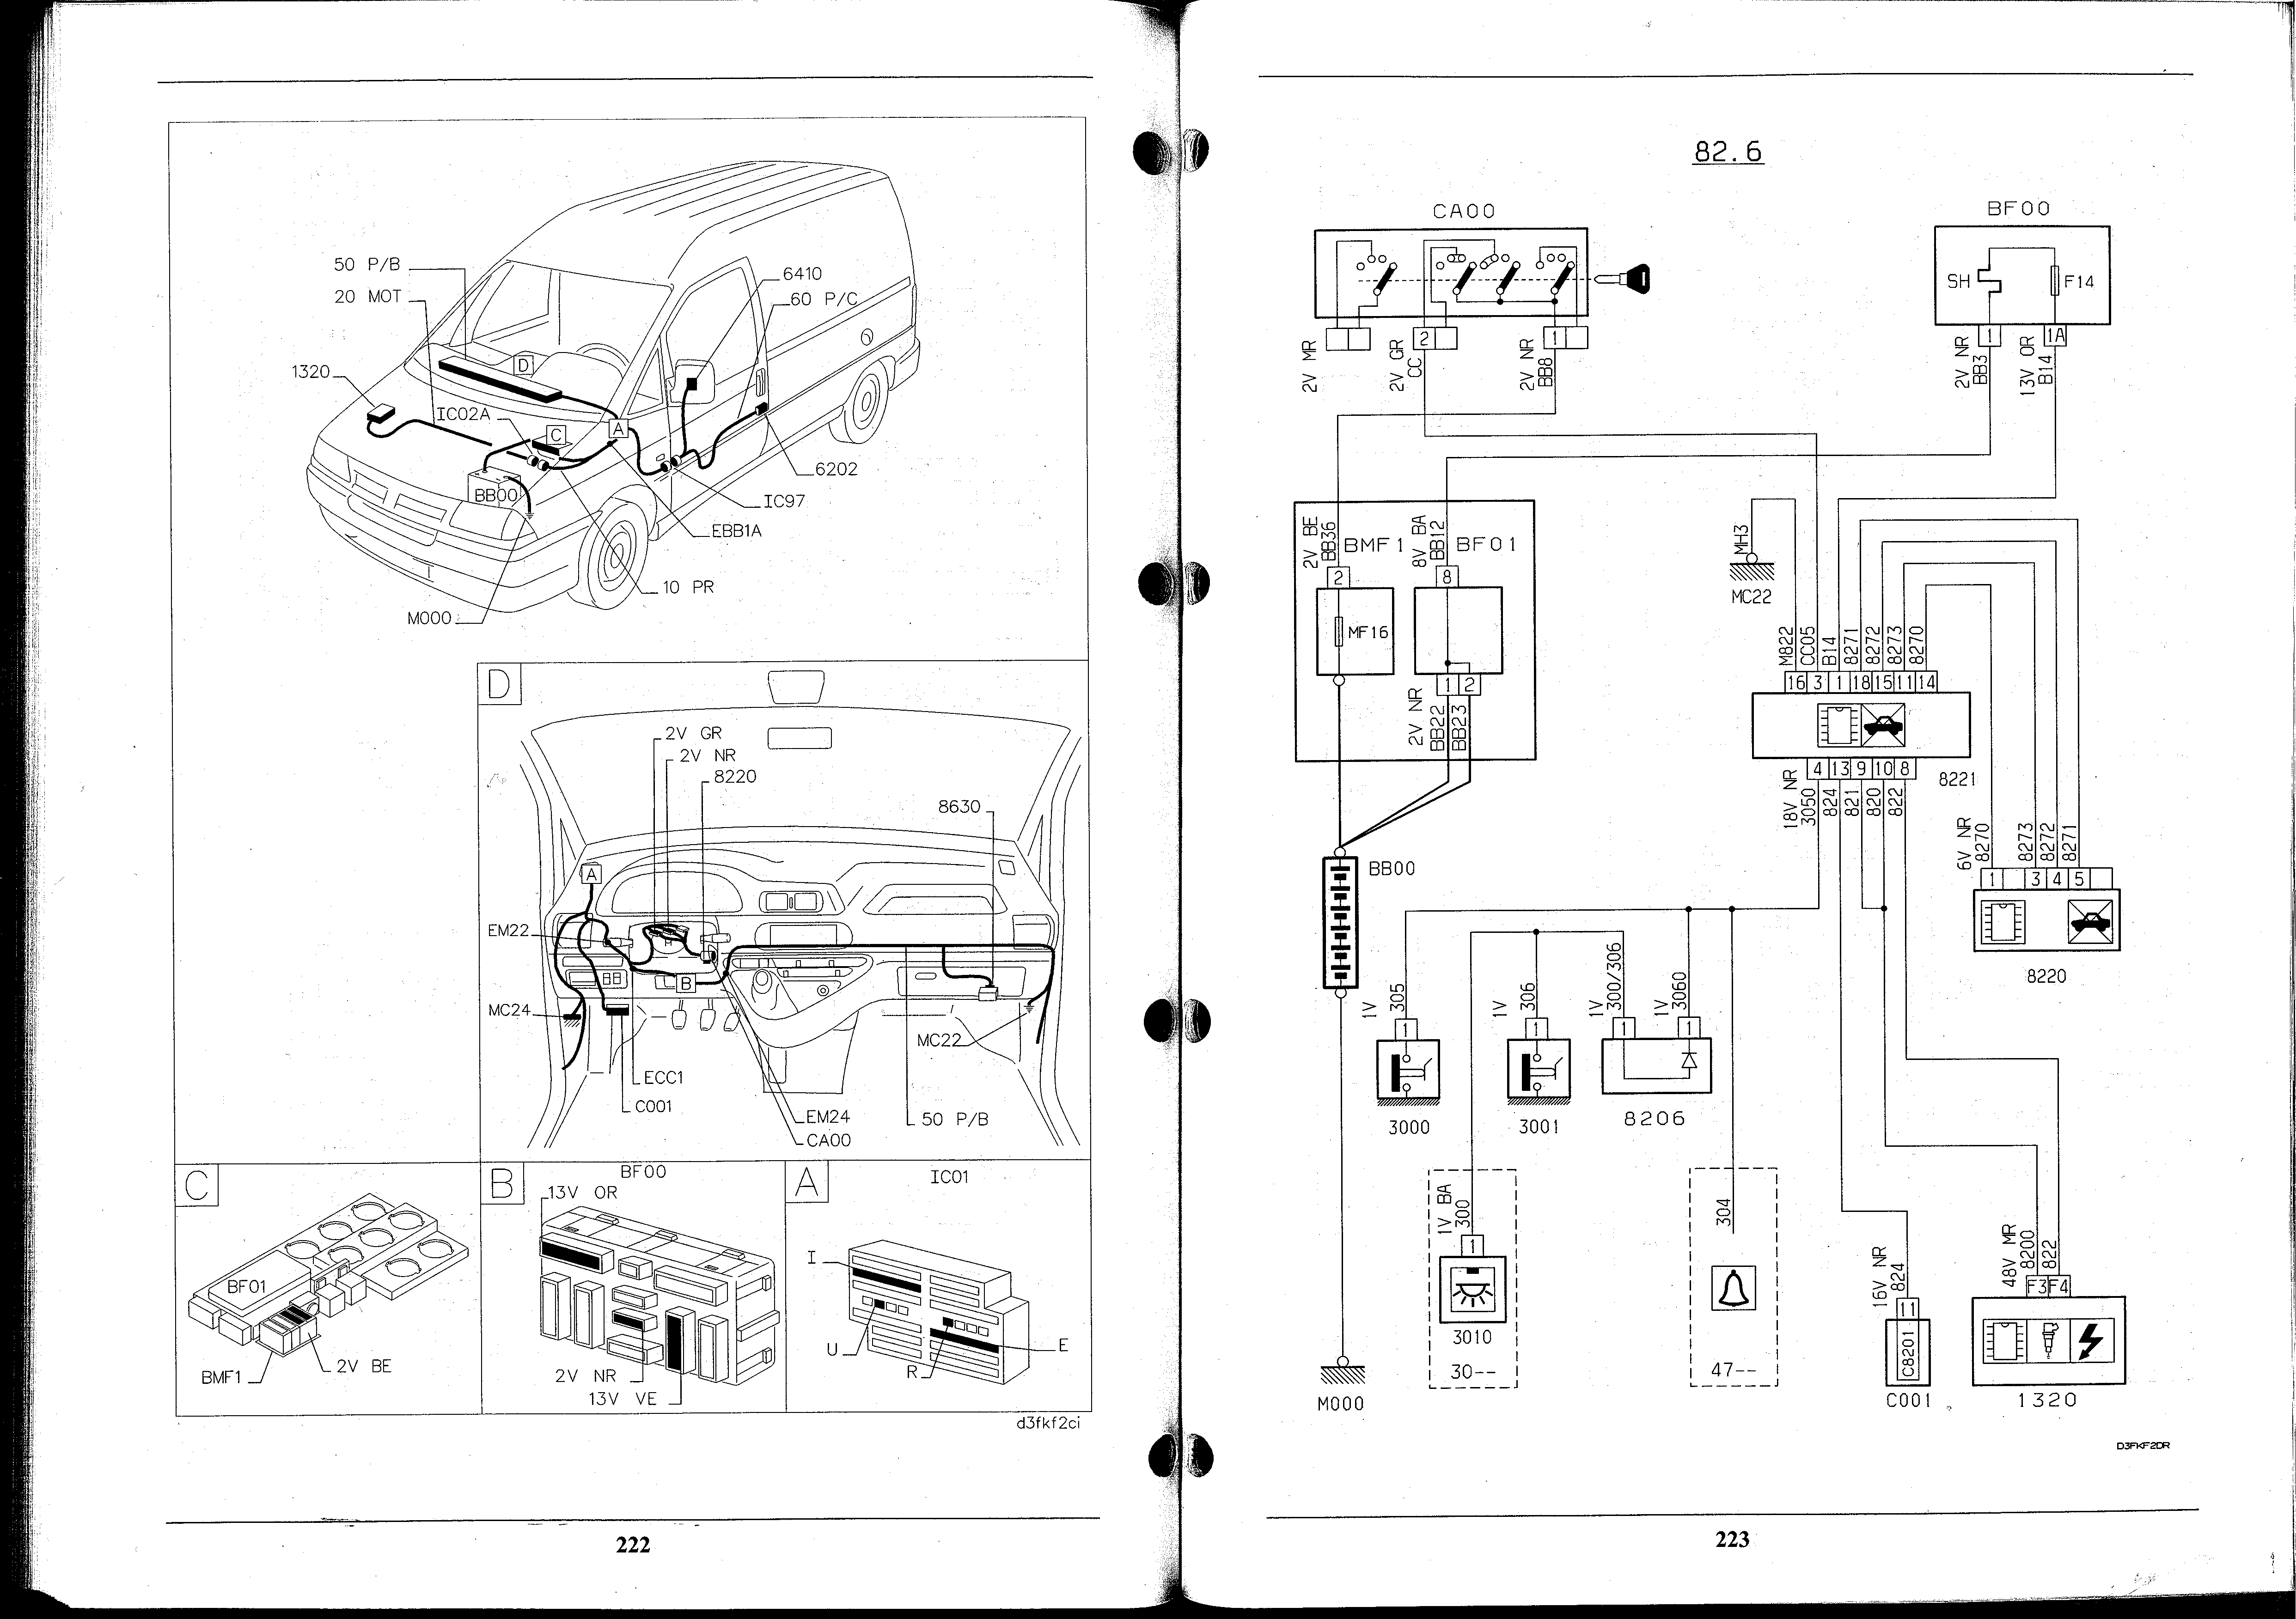 50 P/B
20 MOT
1320
IC02A
D
C
A
6410
60 P/C
6202
IC97
EBB1A
10 PR
BB00
M000
D
2V GR
2V NR
8220
8630
A
EM22
B
MC24
MC22
ECC1
C001
EM24
CA00
50 P/B
C
BF01
BMF1
2V BE
B
BF00
13V OR
2V NR
13V VE
A
IC01
I
U
R
E
d3fkf2ci
222
82.6
CA00
BF00
SH
F14
2
1
1
1A
2V MR
2V GR
CC
2V NR
BB8
2V NR
BB3
13V OR
B14
2V BE
BB36
BMF1
8V BA
BB12
BF01
2
8
MF16
1 2
2V NR
BB22
BB23
MH3
MC22
M822
CC05
B14
8271
8272
8273
8270
16 3 1 18 15 11 14
4 13 9 10 8
8221
18V NR
3050
824
821
820
822
6V NR
8270
8273
8272
8271
1 3 4 5
8220
BB00
1V
305
1V
306
1V
300/306
1V
3060
1
1
1
1
3000
3001
8206
1V BA
300
1
3010
30--
304
47--
16V NR
824
11
C8201
C001
48V MR
8200
822
F3 F4
1320
M000
D3FKF2DR
223